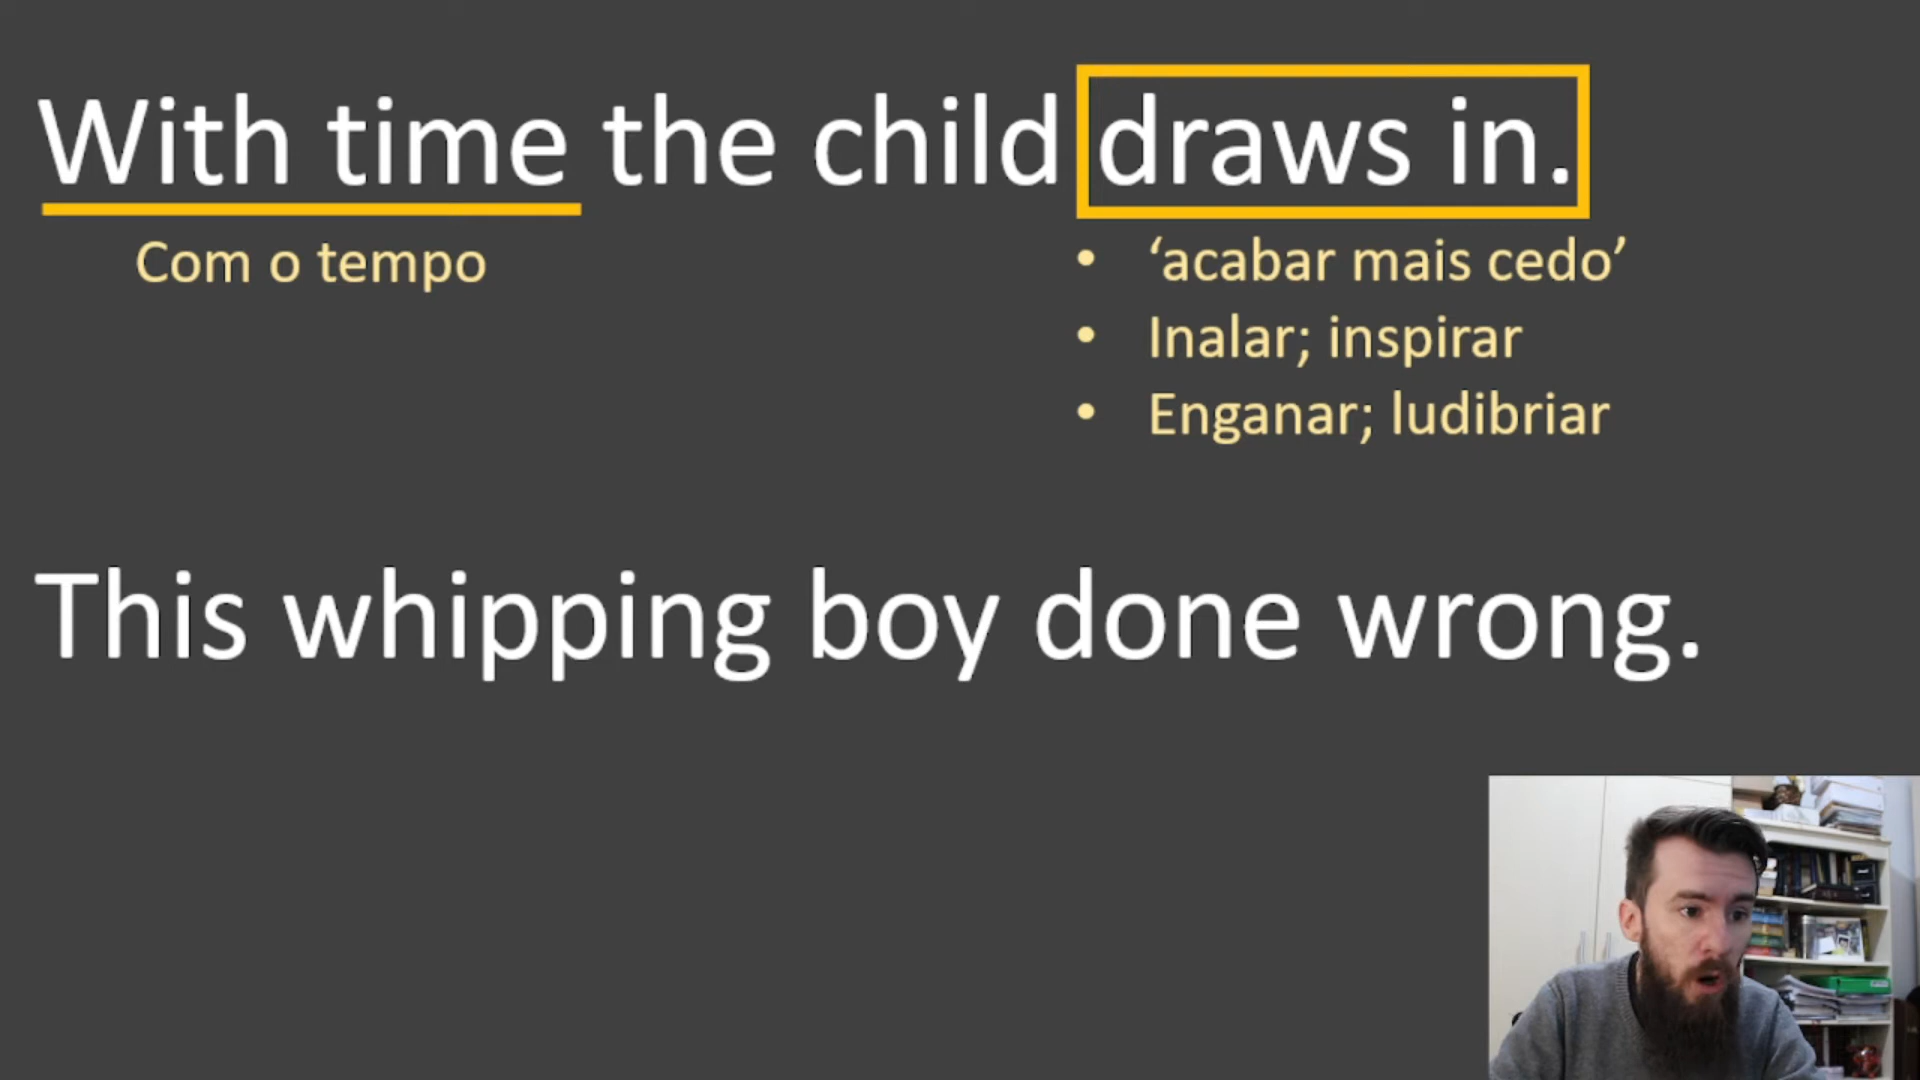 With time the child draws in.
Com o tempo
• ‘acabar mais cedo’
• Inalar; inspirar
• Enganar; ludibriar
This whipping boy done wrong.